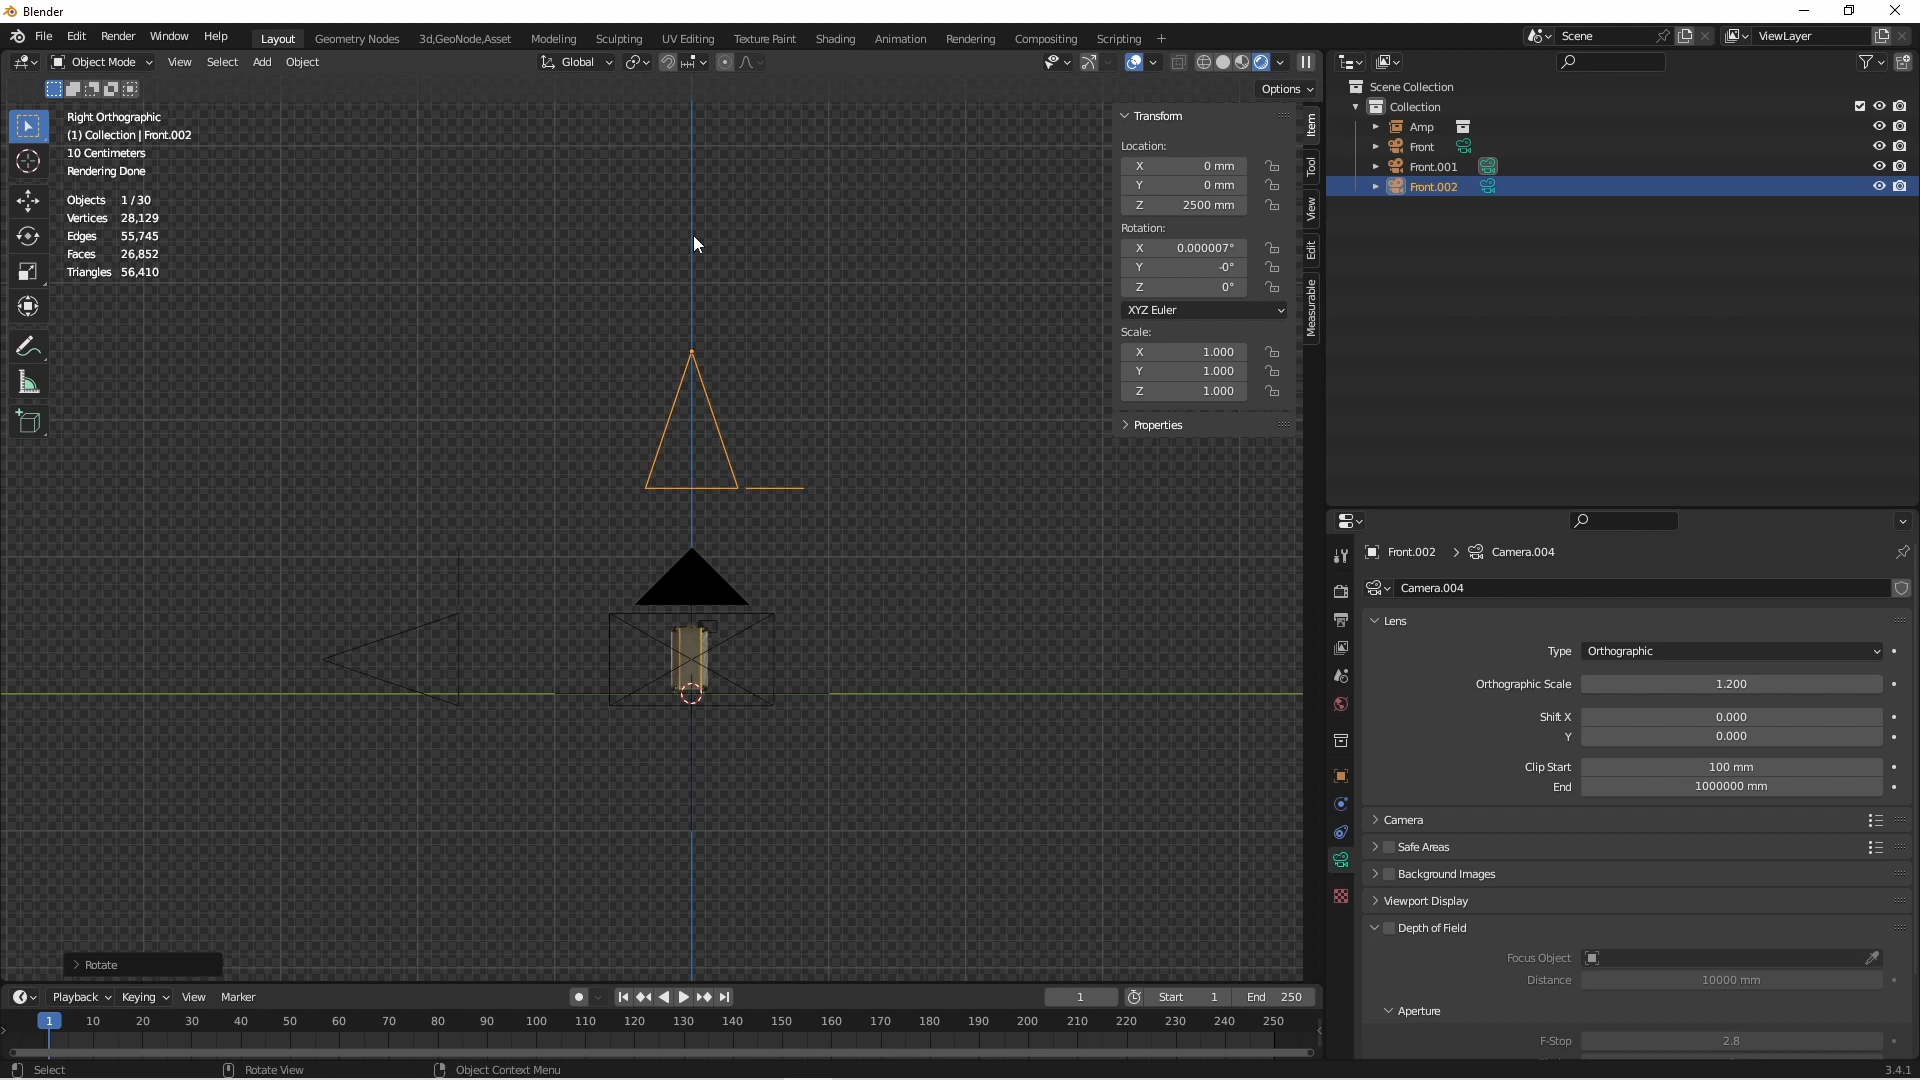 Blender
File Edit Render Window Help
Layout Geometry Nodes 3d,GeoNode,Asset Modeling Sculpting UV Editing Texture Paint Shading Animation Rendering Compositing Scripting +
Scene ViewLayer
Object Mode View Select Add Object Global
Options
Right Orthographic
(1) Collection | Front.002
10 Centimeters
Rendering Done
Objects 1/30
Vertices 28,129
Edges 55,745
Faces 26,852
Triangles 56,410
Transform
Location:
X 0 mm
Y 0 mm
Z 2500 mm
Rotation:
X 0.000007°
Y -0°
Z 0°
XYZ Euler
Scale:
X 1.000
Y 1.000
Z 1.000
Properties
Item
Tool
View
Edit
Measurable
Rotate
Scene Collection
Collection
Amp
Front
Front.001
Front.002
Front.002 > Camera.004
Camera.004
Lens
Type Orthographic
Orthographic Scale 1.200
Shift X 0.000
Y 0.000
Clip Start 100 mm
End 1000000 mm
Camera
Safe Areas
Background Images
Viewport Display
Depth of Field
Focus Object
Distance 10000 mm
Aperture
F-Stop 2.8
Playback Keying View Marker 1 Start 1 End 250
1 10 20 30 40 50 60 70 80 90 100 110 120 130 140 150 160 170 180 190 200 210 220 230 240 250
Select Rotate View Object Context Menu 3.4.1